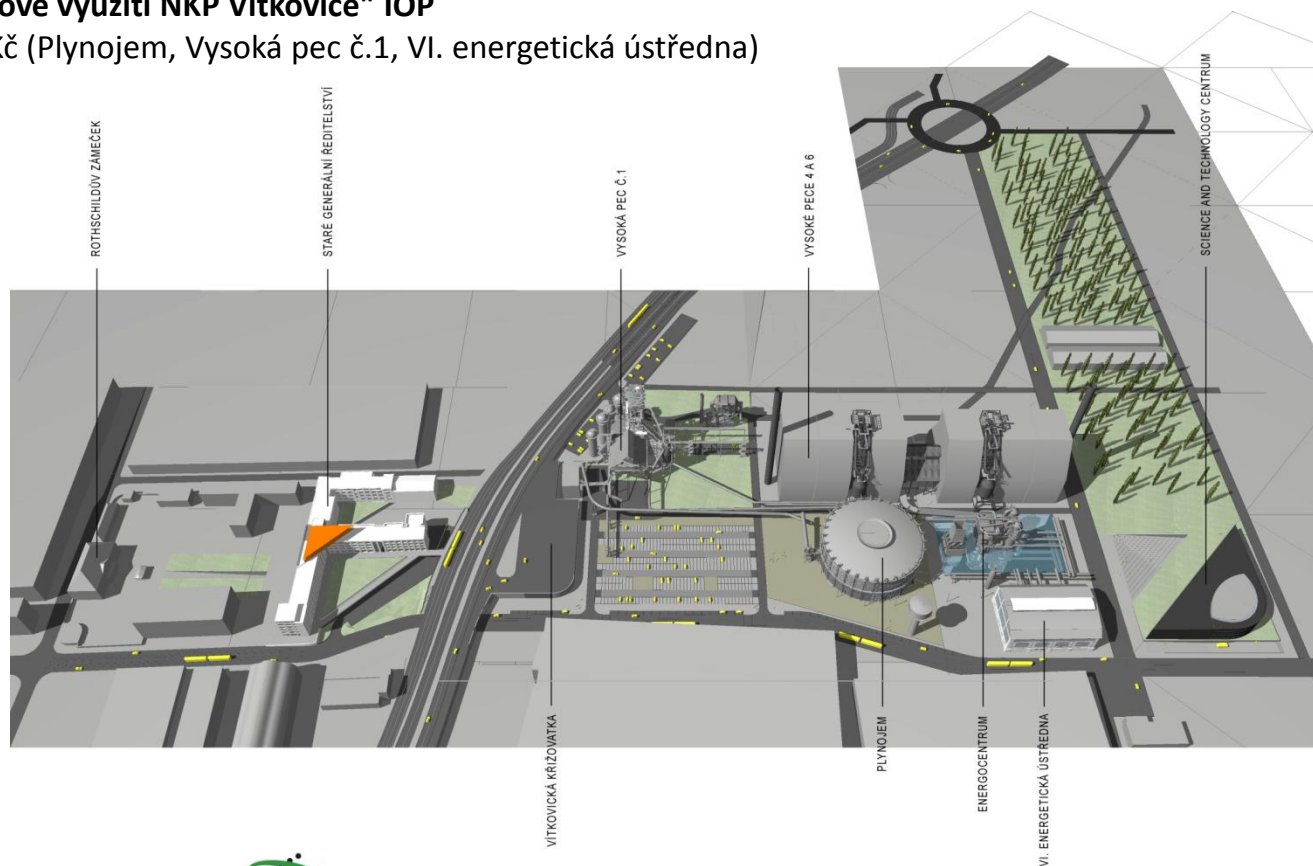 ové využití NKP Vítkovice" IOP
Kč (Plynojem, Vysoká pec č.1, VI. energetická ústředna)
ROTHSCHILDŮV ZÁMEČEK
STARÉ GENERÁLNÍ ŘEDITELSTVÍ
VYSOKÁ PEC Č.1
VYSOKÉ PECE 4 A 6
SCIENCE AND TECHNOLOGY CENTRUM
VÍTKOVICKÁ KŘIŽOVATKA
PLYNOJEM
ENERGOCENTRUM
VI. ENERGETICKÁ ÚSTŘEDNA